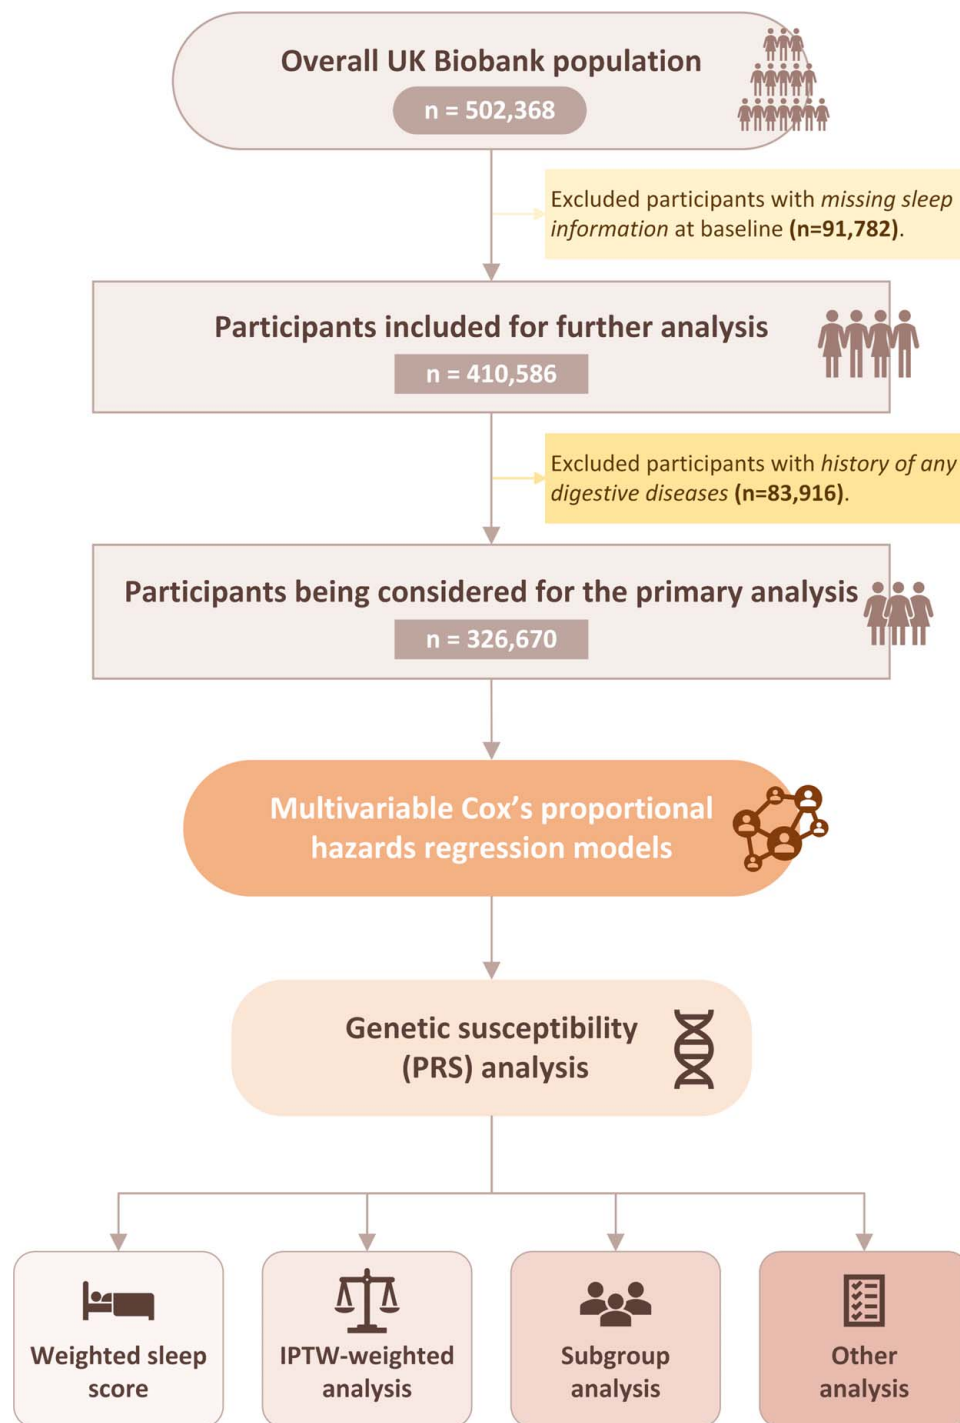 Overall UK Biobank population
n = 502,368
Excluded participants with missing sleep
information at baseline (n=91,782).
Participants included for further analysis
n = 410,586
Excluded participants with history of any
digestive diseases (n=83,916).
Participants being considered for the primary analysis
n = 326,670
Multivariable Cox’s proportional
hazards regression models
Genetic susceptibility
(PRS) analysis
Weighted sleep
score
IPTW-weighted
analysis
Subgroup
analysis
Other
analysis